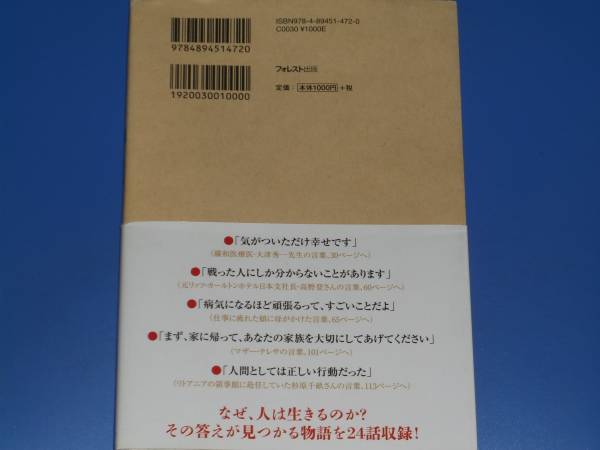 ISBN978-4-89451-472-0
C0030 ¥1000E
9784894514720
フォレスト出版
定価：本体1000円+税
1920030010000
●「気がついただけ幸せです」
（緩和医療医・大津秀一先生の言葉、30ページへ）
●「戦った人にしか分からないことがあります」
（元リッツ・カールトンホテル日本支社長・高野登さんの言葉、60ページへ）
●「病気になるほど頑張るって、すごいことだよ」
（仕事に疲れた娘に母がかけた言葉、65ページへ）
●「まず、家に帰って、あなたの家族を大切にしてあげてください」
（マザー・テレサの言葉、101ページへ）
●「人間としては正しい行動だった」
（リトアニアの領事館に赴任していた杉原千畝さんの言葉、113ページへ）
なぜ、人は生きるのか？
その答えが見つかる物語を24話収録！